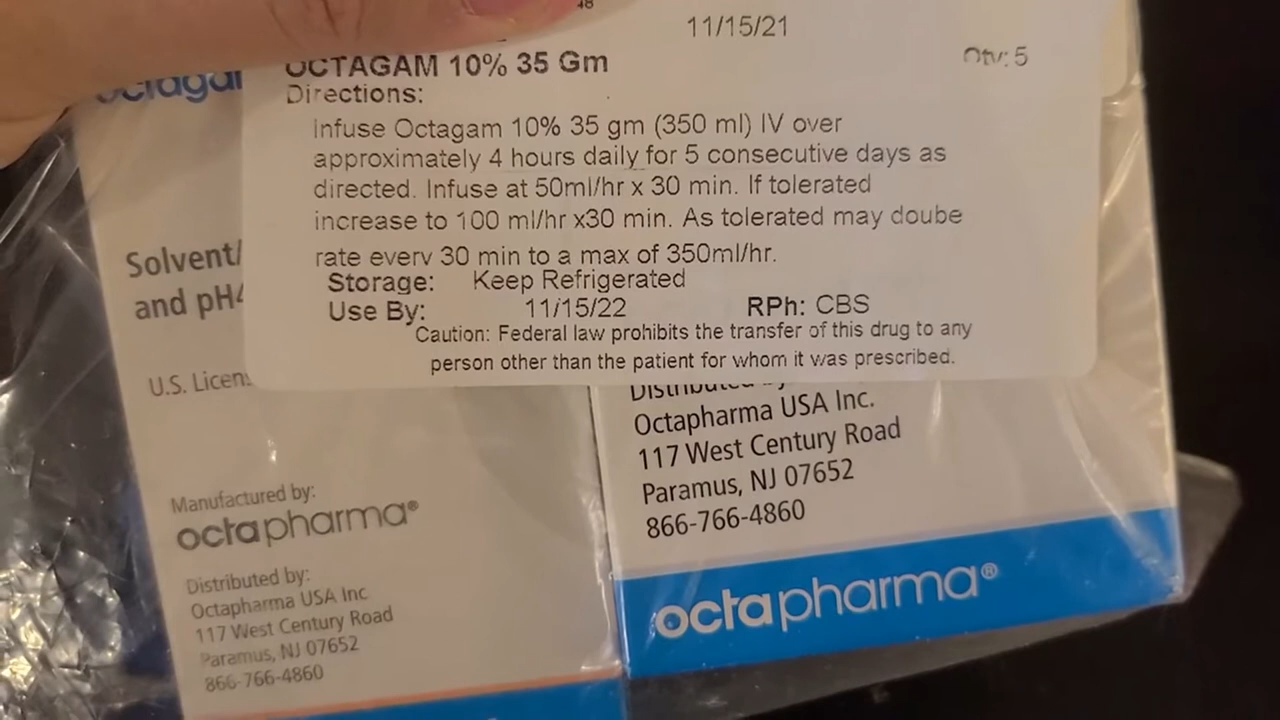 48
11/15/21
OCTAGAM 10% 35 Gm
Qty: 5
Directions:
infuse Octagam 10% 35 gm (350 ml) IV over
approximately 4 hours daily for 5 consecutive days as
directed. Infuse at 50ml/hr x 30 min. If tolerated
increase to 100 ml/hr x30 min. As tolerated may doube
rate every 30 min to a max of 350ml/hr.
Storage: Keep Refrigerated
Use By: 11/15/22 RPh: CBS
Caution: Federal law prohibits the transfer of this drug to any
person other than the patient for whom it was prescribed.
octagam
Solvent/
and pH4
U.S. Licens
Manufactured by:
octapharma®
Distributed by:
Octapharma USA Inc
117 West Century Road
Paramus, NJ 07652
866-766-4860
Distributed by
Octapharma USA Inc.
117 West Century Road
Paramus, NJ 07652
866-766-4860
octapharma®